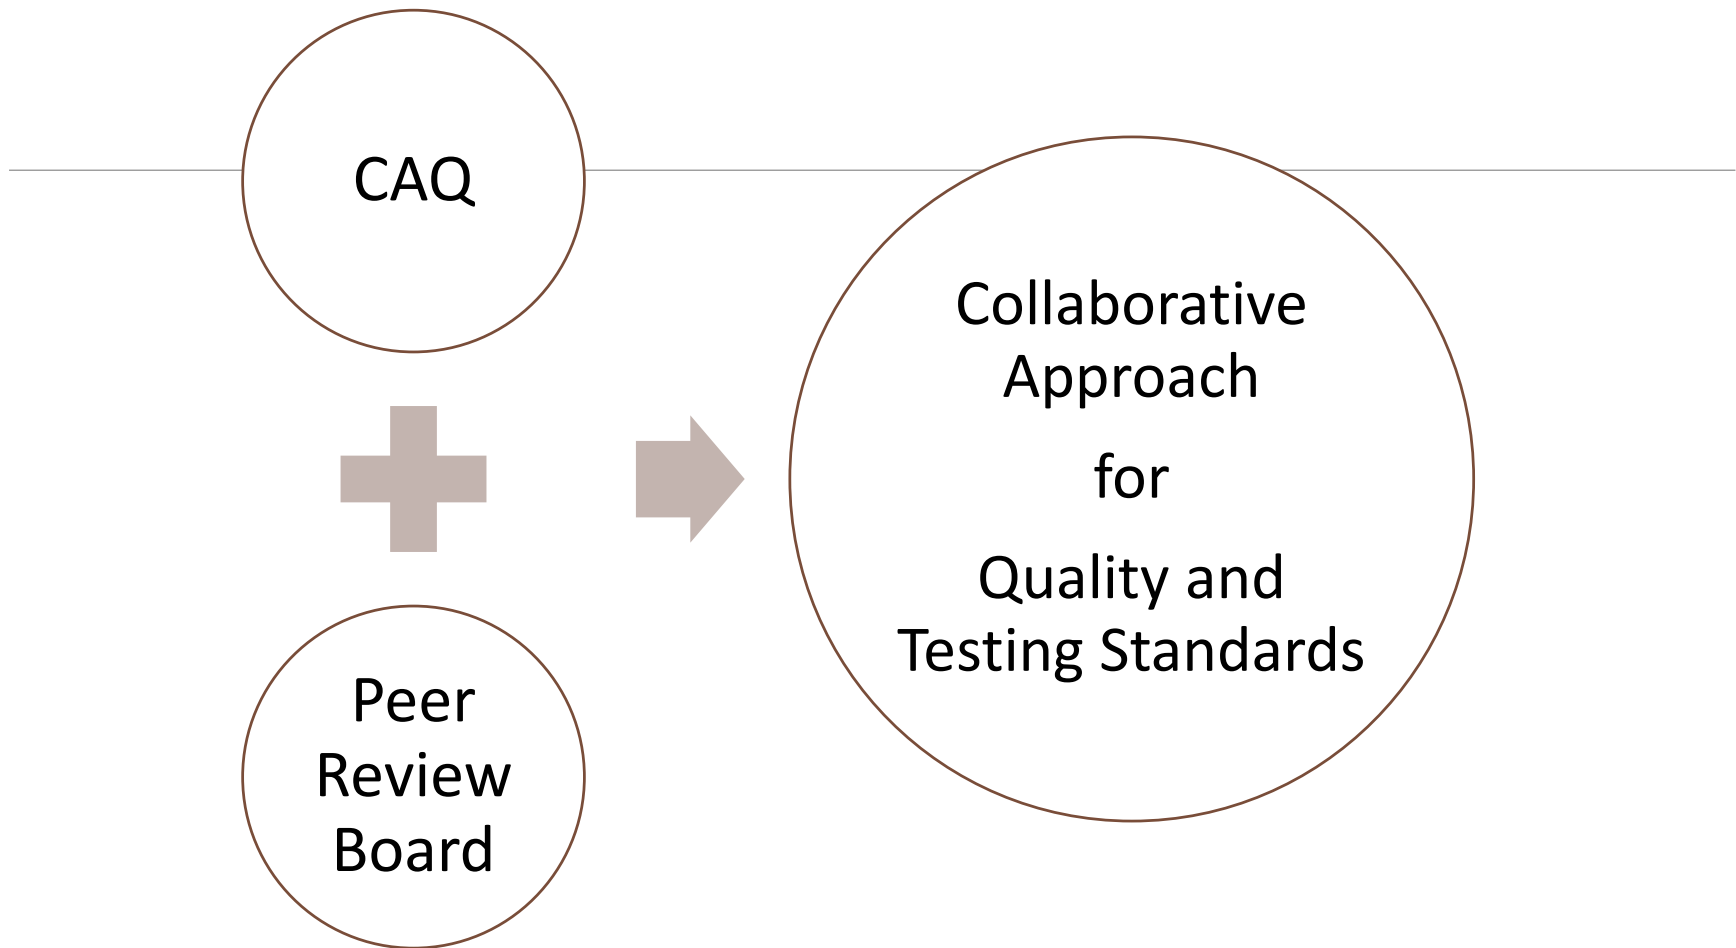 CAQ
Peer
Review
Board
Collaborative
Approach
for
Quality and
Testing Standards